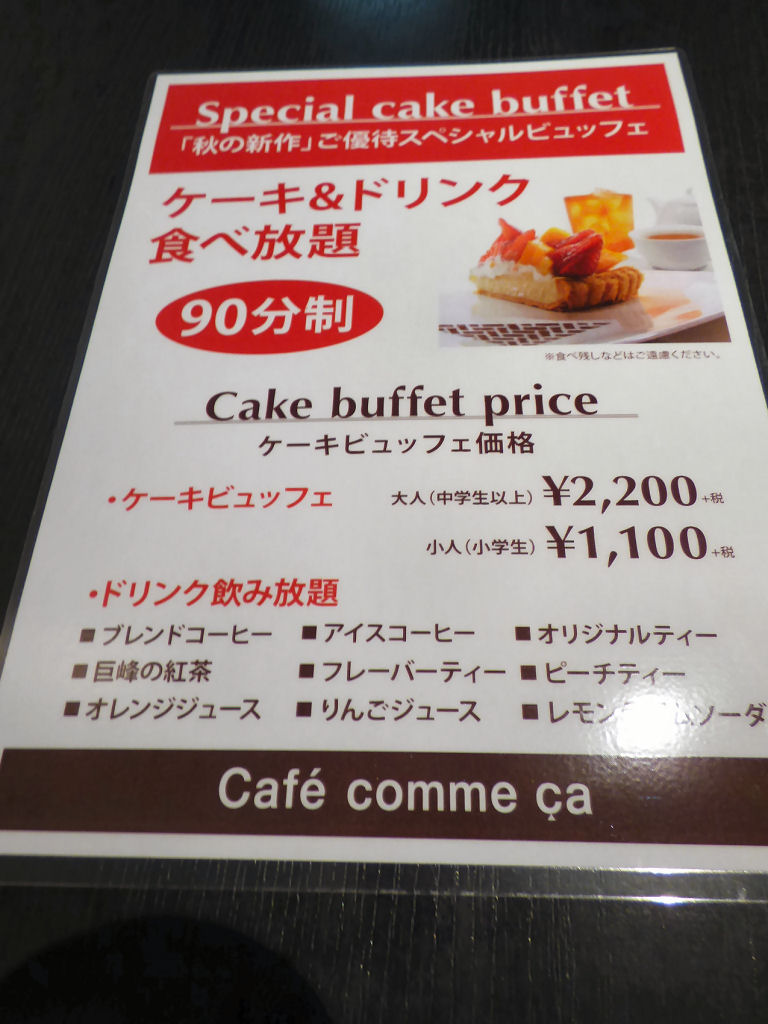 Special cake buffet
「秋の新作」ご優待スペシャルビュッフェ
ケーキ&ドリンク
食べ放題
90分制
※食べ残しなどはご遠慮ください。
Cake buffet price
ケーキビュッフェ価格
・ケーキビュッフェ 大人(中学生以上) ¥2,200 +税
小人(小学生) ¥1,100 +税
・ドリンク飲み放題
■ ブレンドコーヒー ■ アイスコーヒー ■ オリジナルティー
■ 巨峰の紅茶 ■ フレーバーティー ■ ピーチティー
■ オレンジジュース ■ りんごジュース ■ レモンライムソーダ
Café comme ça